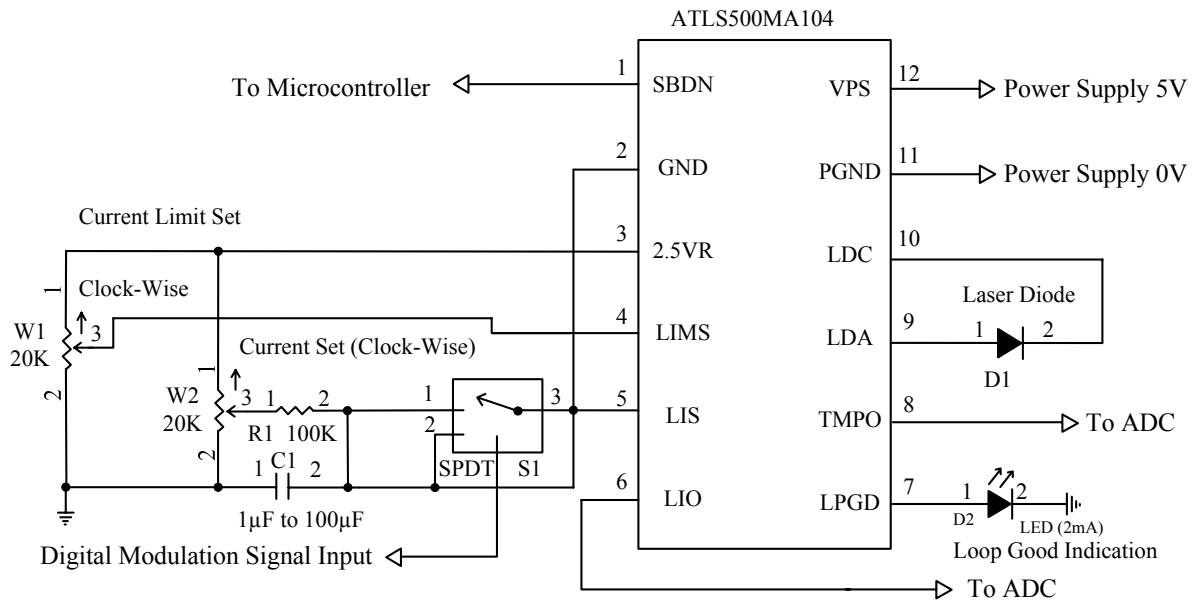 ATLS500MA104
1
SBDN
To Microcontroller
12
VPS
Power Supply 5V
2
GND
11
PGND
Power Supply 0V
Current Limit Set
3
2.5VR
10
LDC
1
Clock-Wise
W1
20K
3
2
4
LIMS
Laser Diode
9
LDA
1
2
D1
Current Set (Clock-Wise)
1
W2
20K
3
2
1
2
R1 100K
1
2
3
SPDT S1
5
LIS
8
TMPO
To ADC
C1
1
2
1μF to 100μF
6
LIO
7
LPGD
1
2
D2
LED (2mA)
Loop Good Indication
Digital Modulation Signal Input
To ADC